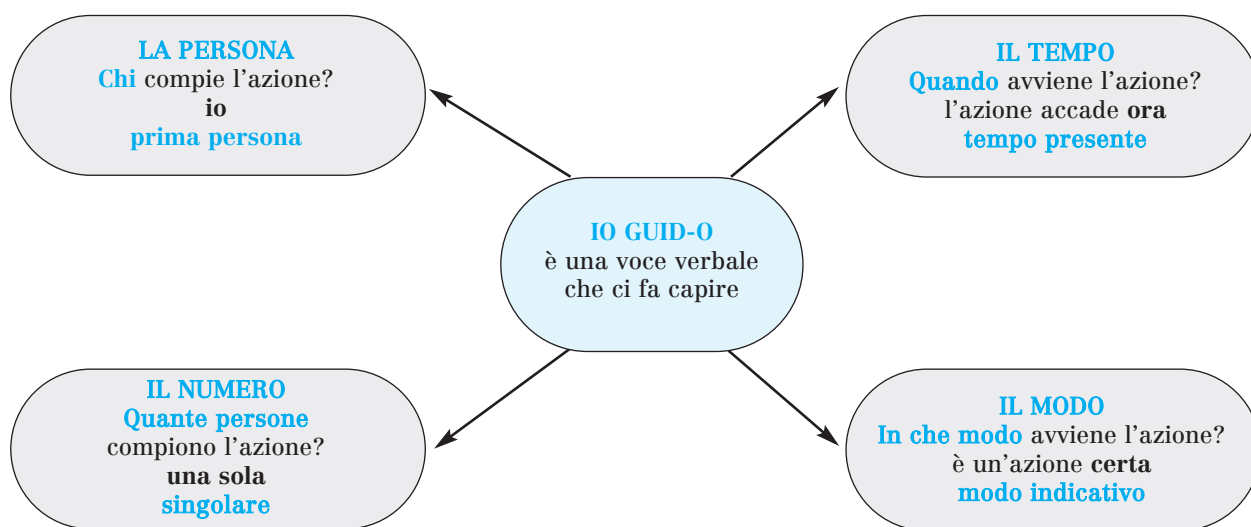 LA PERSONA
Chi compie l'azione?
io
prima persona
IL TEMPO
Quando avviene l'azione?
l'azione accade ora
tempo presente
IO GUID-O
è una voce verbale
che ci fa capire
IL NUMERO
Quante persone
compiono l'azione?
una sola
singolare
IL MODO
In che modo avviene l'azione?
è un'azione certa
modo indicativo